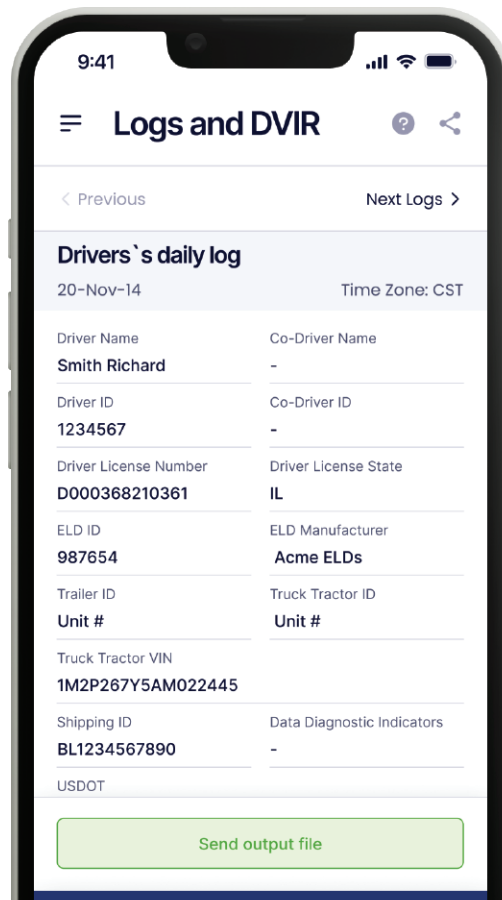 9:41
Logs and DVIR
Previous
Next Logs
Drivers`s daily log
20-Nov-14
Time Zone: CST
Driver Name
Co-Driver Name
Smith Richard
-
Driver ID
Co-Driver ID
1234567
-
Driver License Number
Driver License State
D000368210361
IL
ELD ID
ELD Manufacturer
987654
Acme ELDs
Trailer ID
Truck Tractor ID
Unit #
Unit #
Truck Tractor VIN
1M2P267Y5AM022445
Shipping ID
Data Diagnostic Indicators
BL1234567890
-
USDOT
Send output file